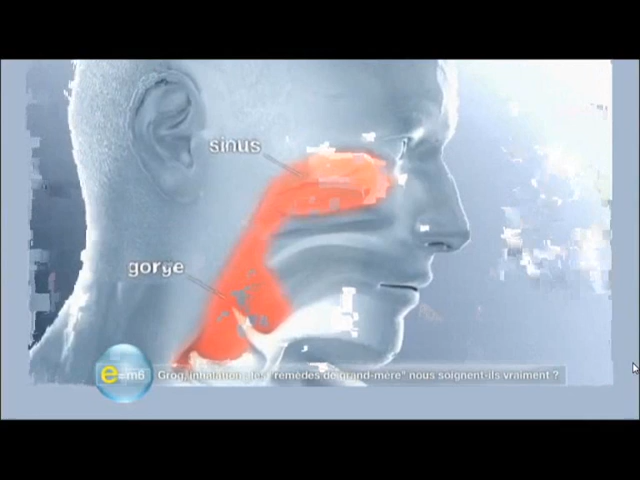 sinus
gorge
e=m6
Grog, inhalation : les "remèdes de grand-mère" nous soignent-ils vraiment ?